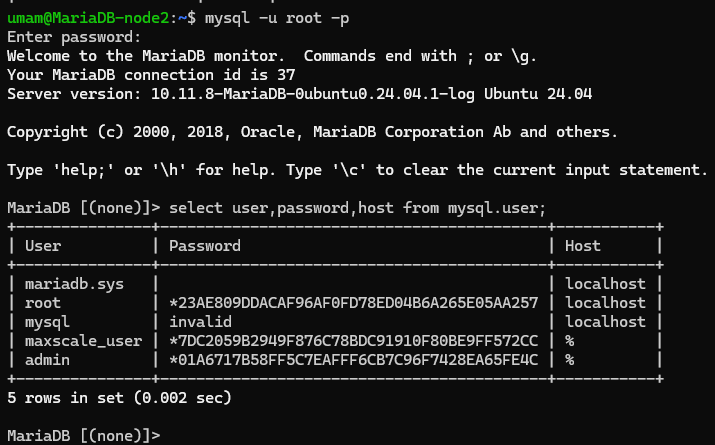 umam@MariaDB-node2:~$ mysql -u root -p
Enter password:
Welcome to the MariaDB monitor.  Commands end with ; or \g.
Your MariaDB connection id is 37
Server version: 10.11.8-MariaDB-0ubuntu0.24.04.1-log Ubuntu 24.04

Copyright (c) 2000, 2018, Oracle, MariaDB Corporation Ab and others.

Type 'help;' or '\h' for help. Type '\c' to clear the current input statement.

MariaDB [(none)]> select user,password,host from mysql.user;
+---------------+-------------------------------------------+-----------+
| User          | Password                                  | Host      |
+---------------+-------------------------------------------+-----------+
| mariadb.sys   |                                           | localhost |
| root          | *23AE809DDACAF96AF0FD78ED04B6A265E05AA257 | localhost |
| mysql         | invalid                                   | localhost |
| maxscale_user | *7DC2059B2949F876C78BDC91910F80BE9FF572CC | %         |
| admin         | *01A6717B58FF5C7EAFFF6CB7C96F7428EA65FE4C | %         |
+---------------+-------------------------------------------+-----------+
5 rows in set (0.002 sec)

MariaDB [(none)]>